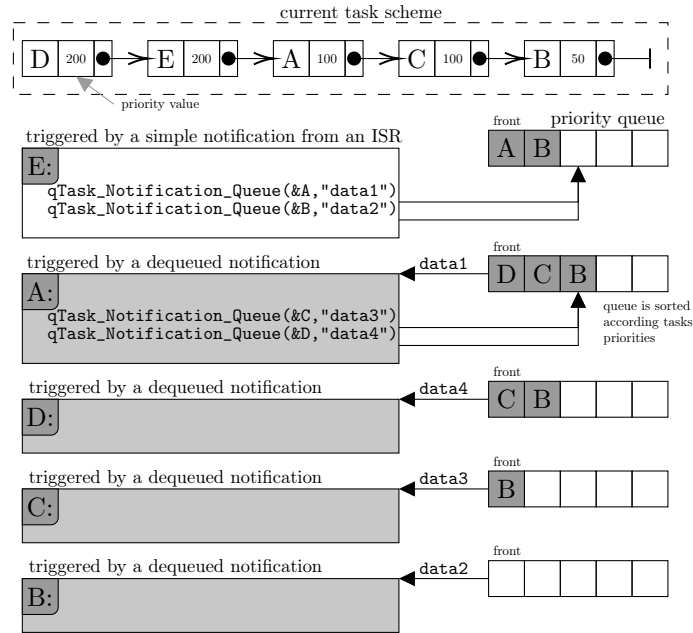 current task scheme
D 200 E 200 A 100 C 100 B 50
priority value
triggered by a simple notification from an ISR
front priority queue
A B
E:
qTask_Notification_Queue(&A,"data1")
qTask_Notification_Queue(&B,"data2")
triggered by a dequeued notification
data1
front
D C B
A:
qTask_Notification_Queue(&C,"data3")
qTask_Notification_Queue(&D,"data4")
queue is sorted
according tasks
priorities
triggered by a dequeued notification
data4
front
C B
D:
triggered by a dequeued notification
data3
front
B
C:
triggered by a dequeued notification
data2
front
B: